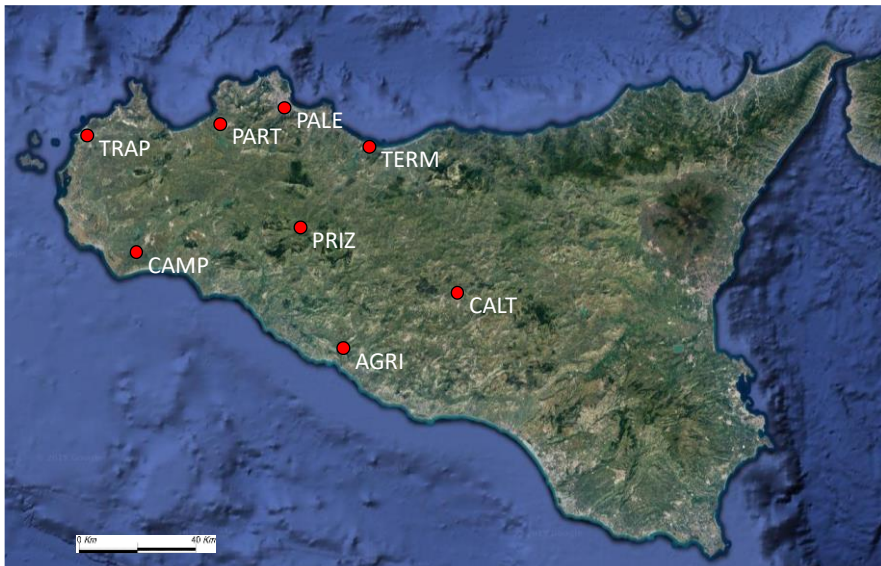 PALE
PART
TRAP
TERM
PRIZ
CAMP
CALT
AGRI
0 Km 40 Km